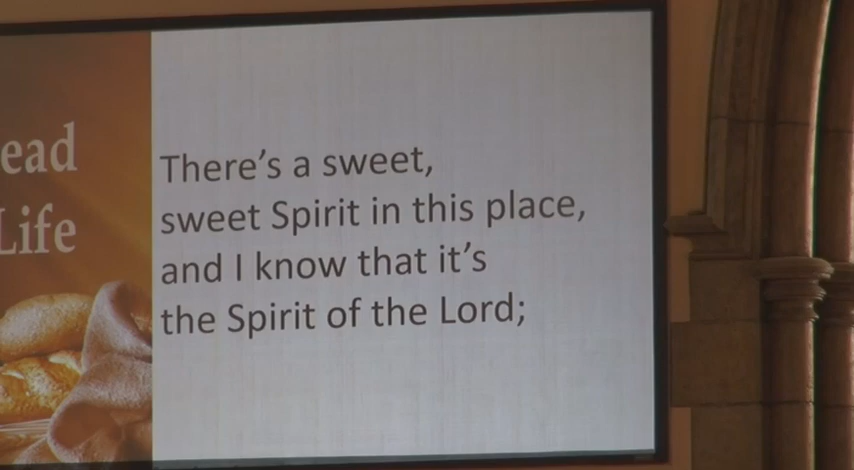 ead
Life
There's a sweet,
sweet Spirit in this place,
and I know that it's
the Spirit of the Lord;